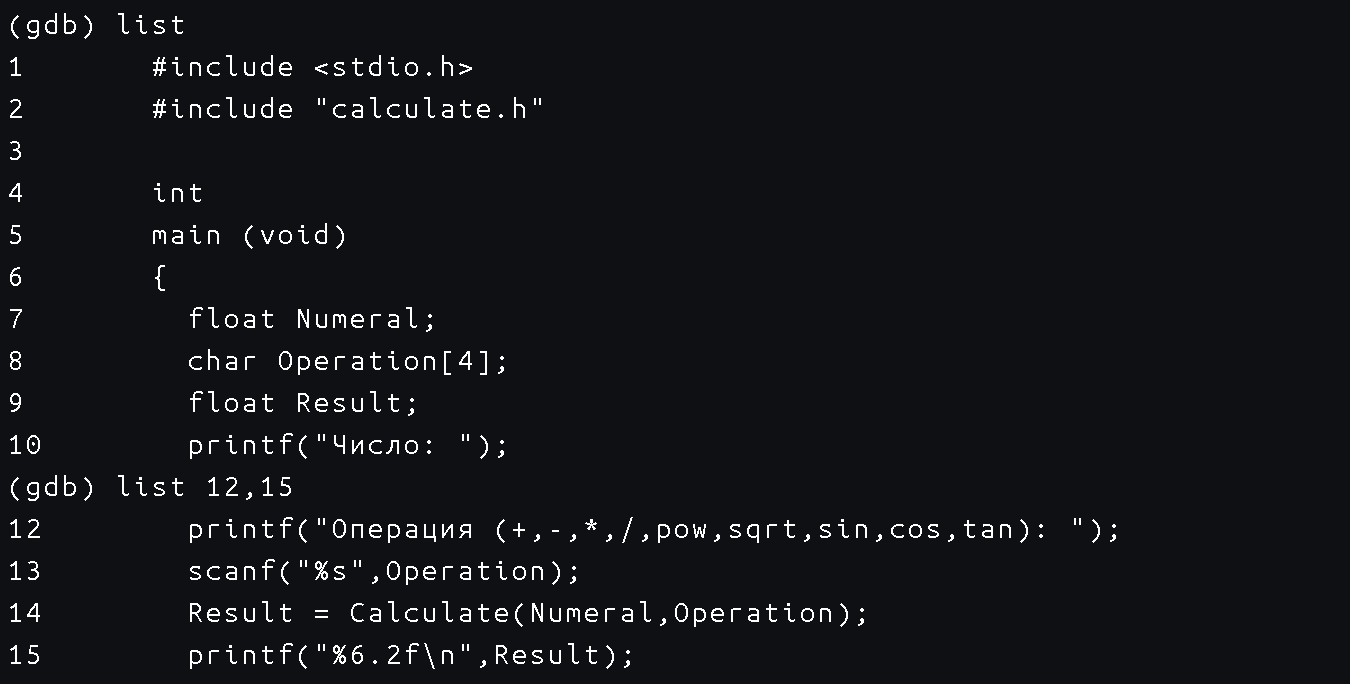 (gdb) list
1       #include <stdio.h>
2       #include "calculate.h"
3
4       int
5       main (void)
6       {
7         float Numeral;
8         char Operation[4];
9         float Result;
10        printf("Число: ");
(gdb) list 12,15
12        printf("Операция (+,-,*,/,pow,sqrt,sin,cos,tan): ");
13        scanf("%s",Operation);
14        Result = Calculate(Numeral,Operation);
15        printf("%6.2f\n",Result);